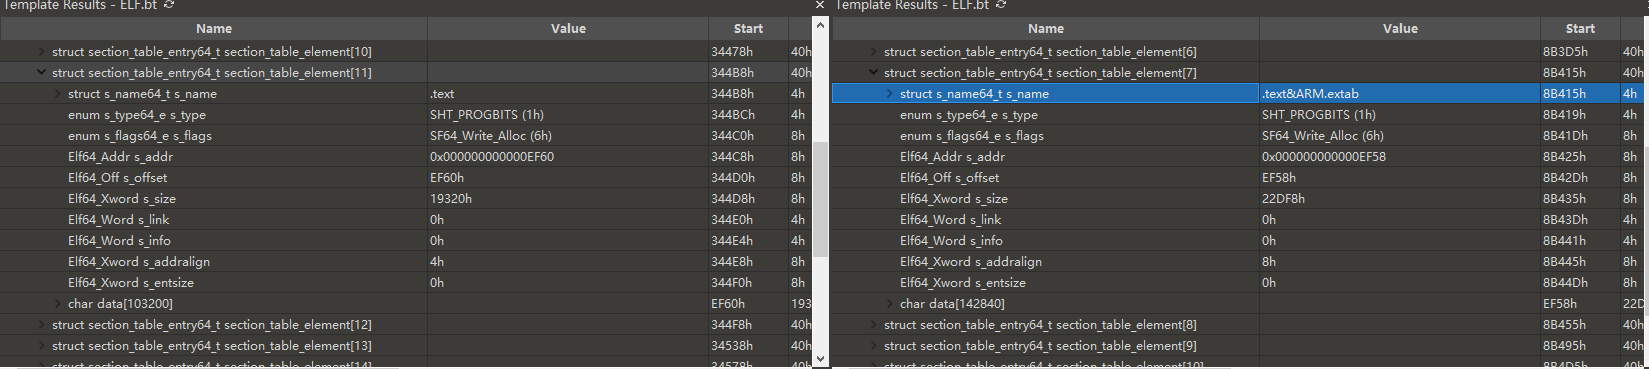 Template Results - ELF.bt
Name Value Start
struct section_table_entry64_t section_table_element[10] 34478h 40h
struct section_table_entry64_t section_table_element[11] 344B8h 40h
struct s_name64_t s_name .text 344B8h 4h
enum s_type64_e s_type SHT_PROGBITS (1h) 344BCh 4h
enum s_flags64_e s_flags SF64_Write_Alloc (6h) 344C0h 8h
Elf64_Addr s_addr 0x000000000000EF60 344C8h 8h
Elf64_Off s_offset EF60h 344D0h 8h
Elf64_Xword s_size 19320h 344D8h 8h
Elf64_Word s_link 0h 344E0h 4h
Elf64_Word s_info 0h 344E4h 4h
Elf64_Xword s_addralign 4h 344E8h 8h
Elf64_Xword s_entsize 0h 344F0h 8h
char data[103200] EF60h 193
struct section_table_entry64_t section_table_element[12] 344F8h 40h
struct section_table_entry64_t section_table_element[13] 34538h 40h
struct section_table_entry64_t section_table_element[14] 34578h 40h
Template Results - ELF.bt
Name Value Start
struct section_table_entry64_t section_table_element[6] 8B3D5h 40h
struct section_table_entry64_t section_table_element[7] 8B415h 40h
struct s_name64_t s_name .text&ARM.extab 8B415h 4h
enum s_type64_e s_type SHT_PROGBITS (1h) 8B419h 4h
enum s_flags64_e s_flags SF64_Write_Alloc (6h) 8B41Dh 8h
Elf64_Addr s_addr 0x000000000000EF58 8B425h 8h
Elf64_Off s_offset EF58h 8B42Dh 8h
Elf64_Xword s_size 22DF8h 8B435h 8h
Elf64_Word s_link 0h 8B43Dh 4h
Elf64_Word s_info 0h 8B441h 4h
Elf64_Xword s_addralign 8h 8B445h 8h
Elf64_Xword s_entsize 0h 8B44Dh 8h
char data[142840] EF58h 22D
struct section_table_entry64_t section_table_element[8] 8B455h 40h
struct section_table_entry64_t section_table_element[9] 8B495h 40h
struct section_table_entry64_t section_table_element[10] 8B4D5h 40h